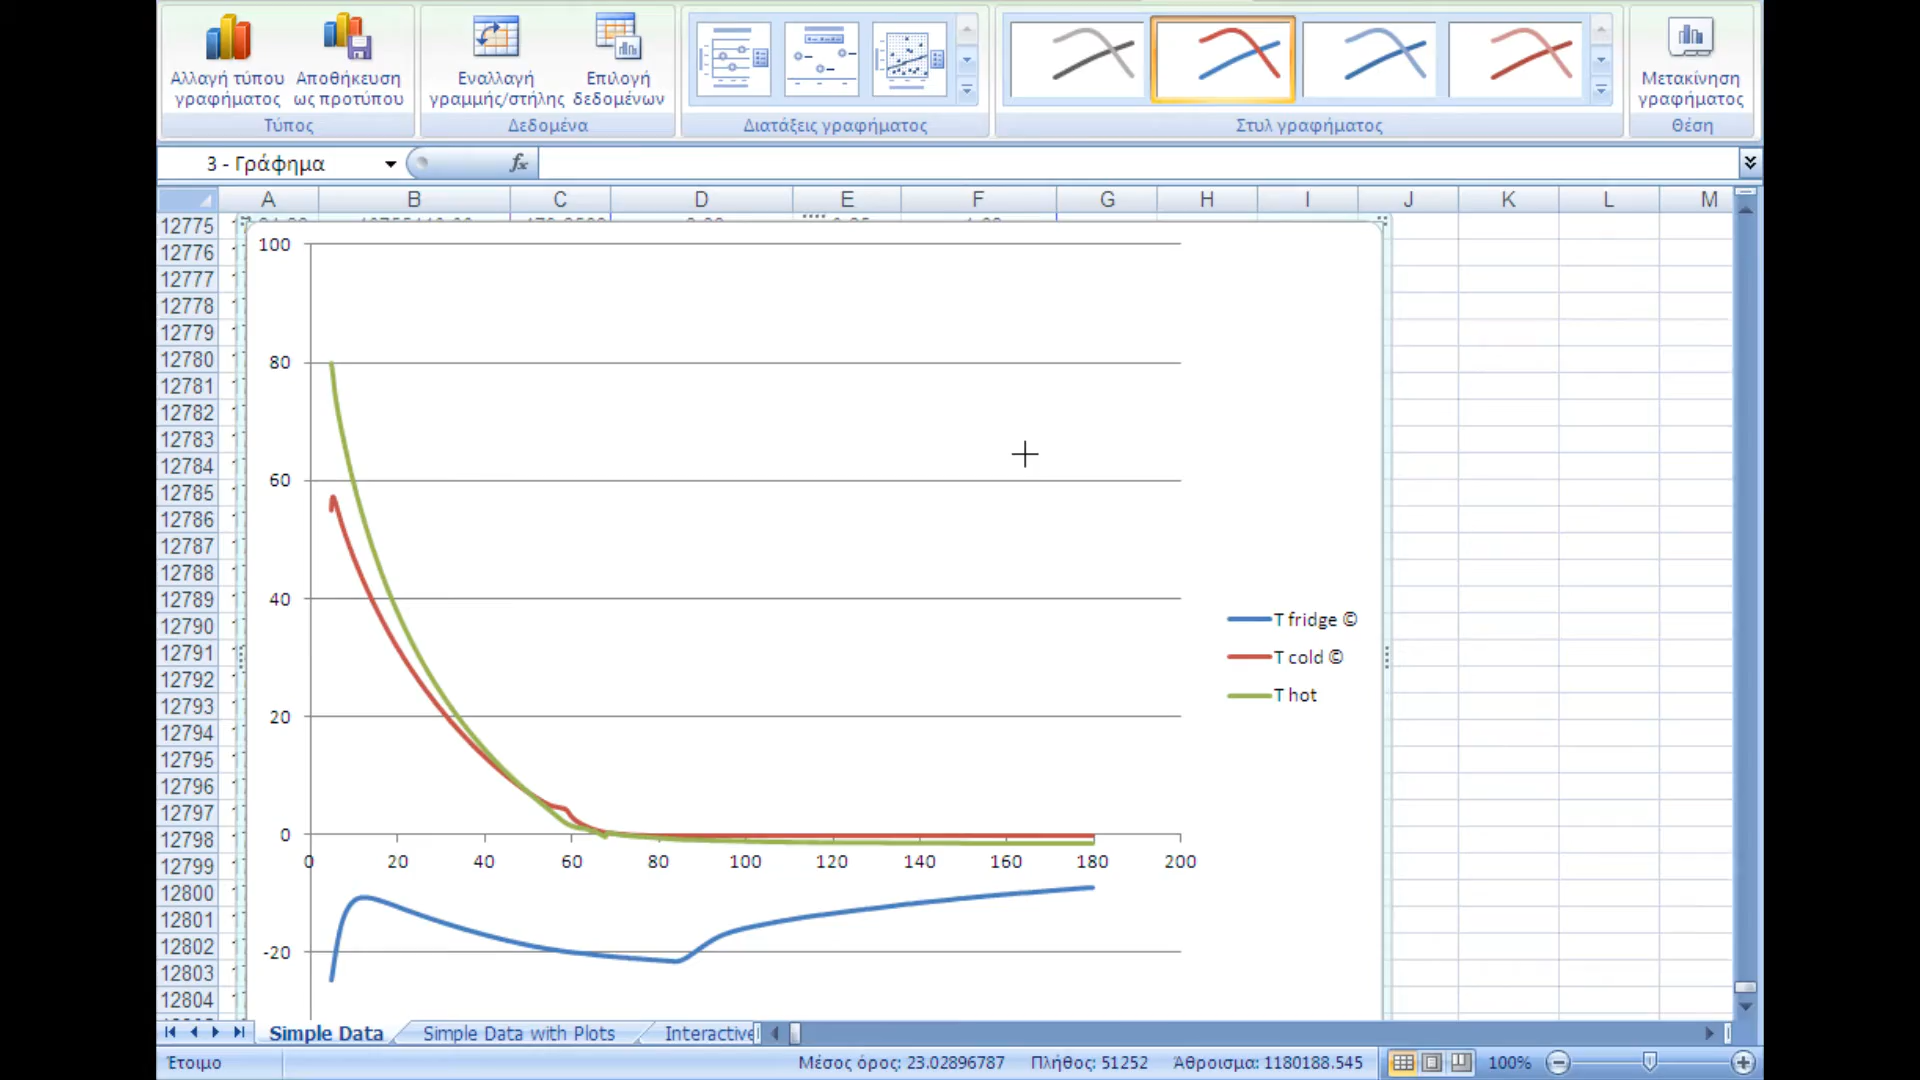 Αλλαγή τύπου γραφήματος
Αποθήκευση ως προτύπου
Εναλλαγή γραμμής/στήλης
Επιλογή δεδομένων
Μετακίνηση γραφήματος
Τύπος
Δεδομένα
Διατάξεις γραφήματος
Στυλ γραφήματος
Θέση
3 - Γράφημα
fx
A B C D E F G H I J K L M
12775
12776
12777
12778
12779
12780
12781
12782
12783
12784
12785
12786
12787
12788
12789
12790
12791
12792
12793
12794
12795
12796
12797
12798
12799
12800
12801
12802
12803
12804
100
80
60
40
20
0
-20
0 20 40 60 80 100 120 140 160 180 200
T fridge ©
T cold ©
T hot
Simple Data
Simple Data with Plots
Interactive
Έτοιμο
Μέσος όρος: 23.02896787
Πλήθος: 51252
Άθροισμα: 1180188.545
100%